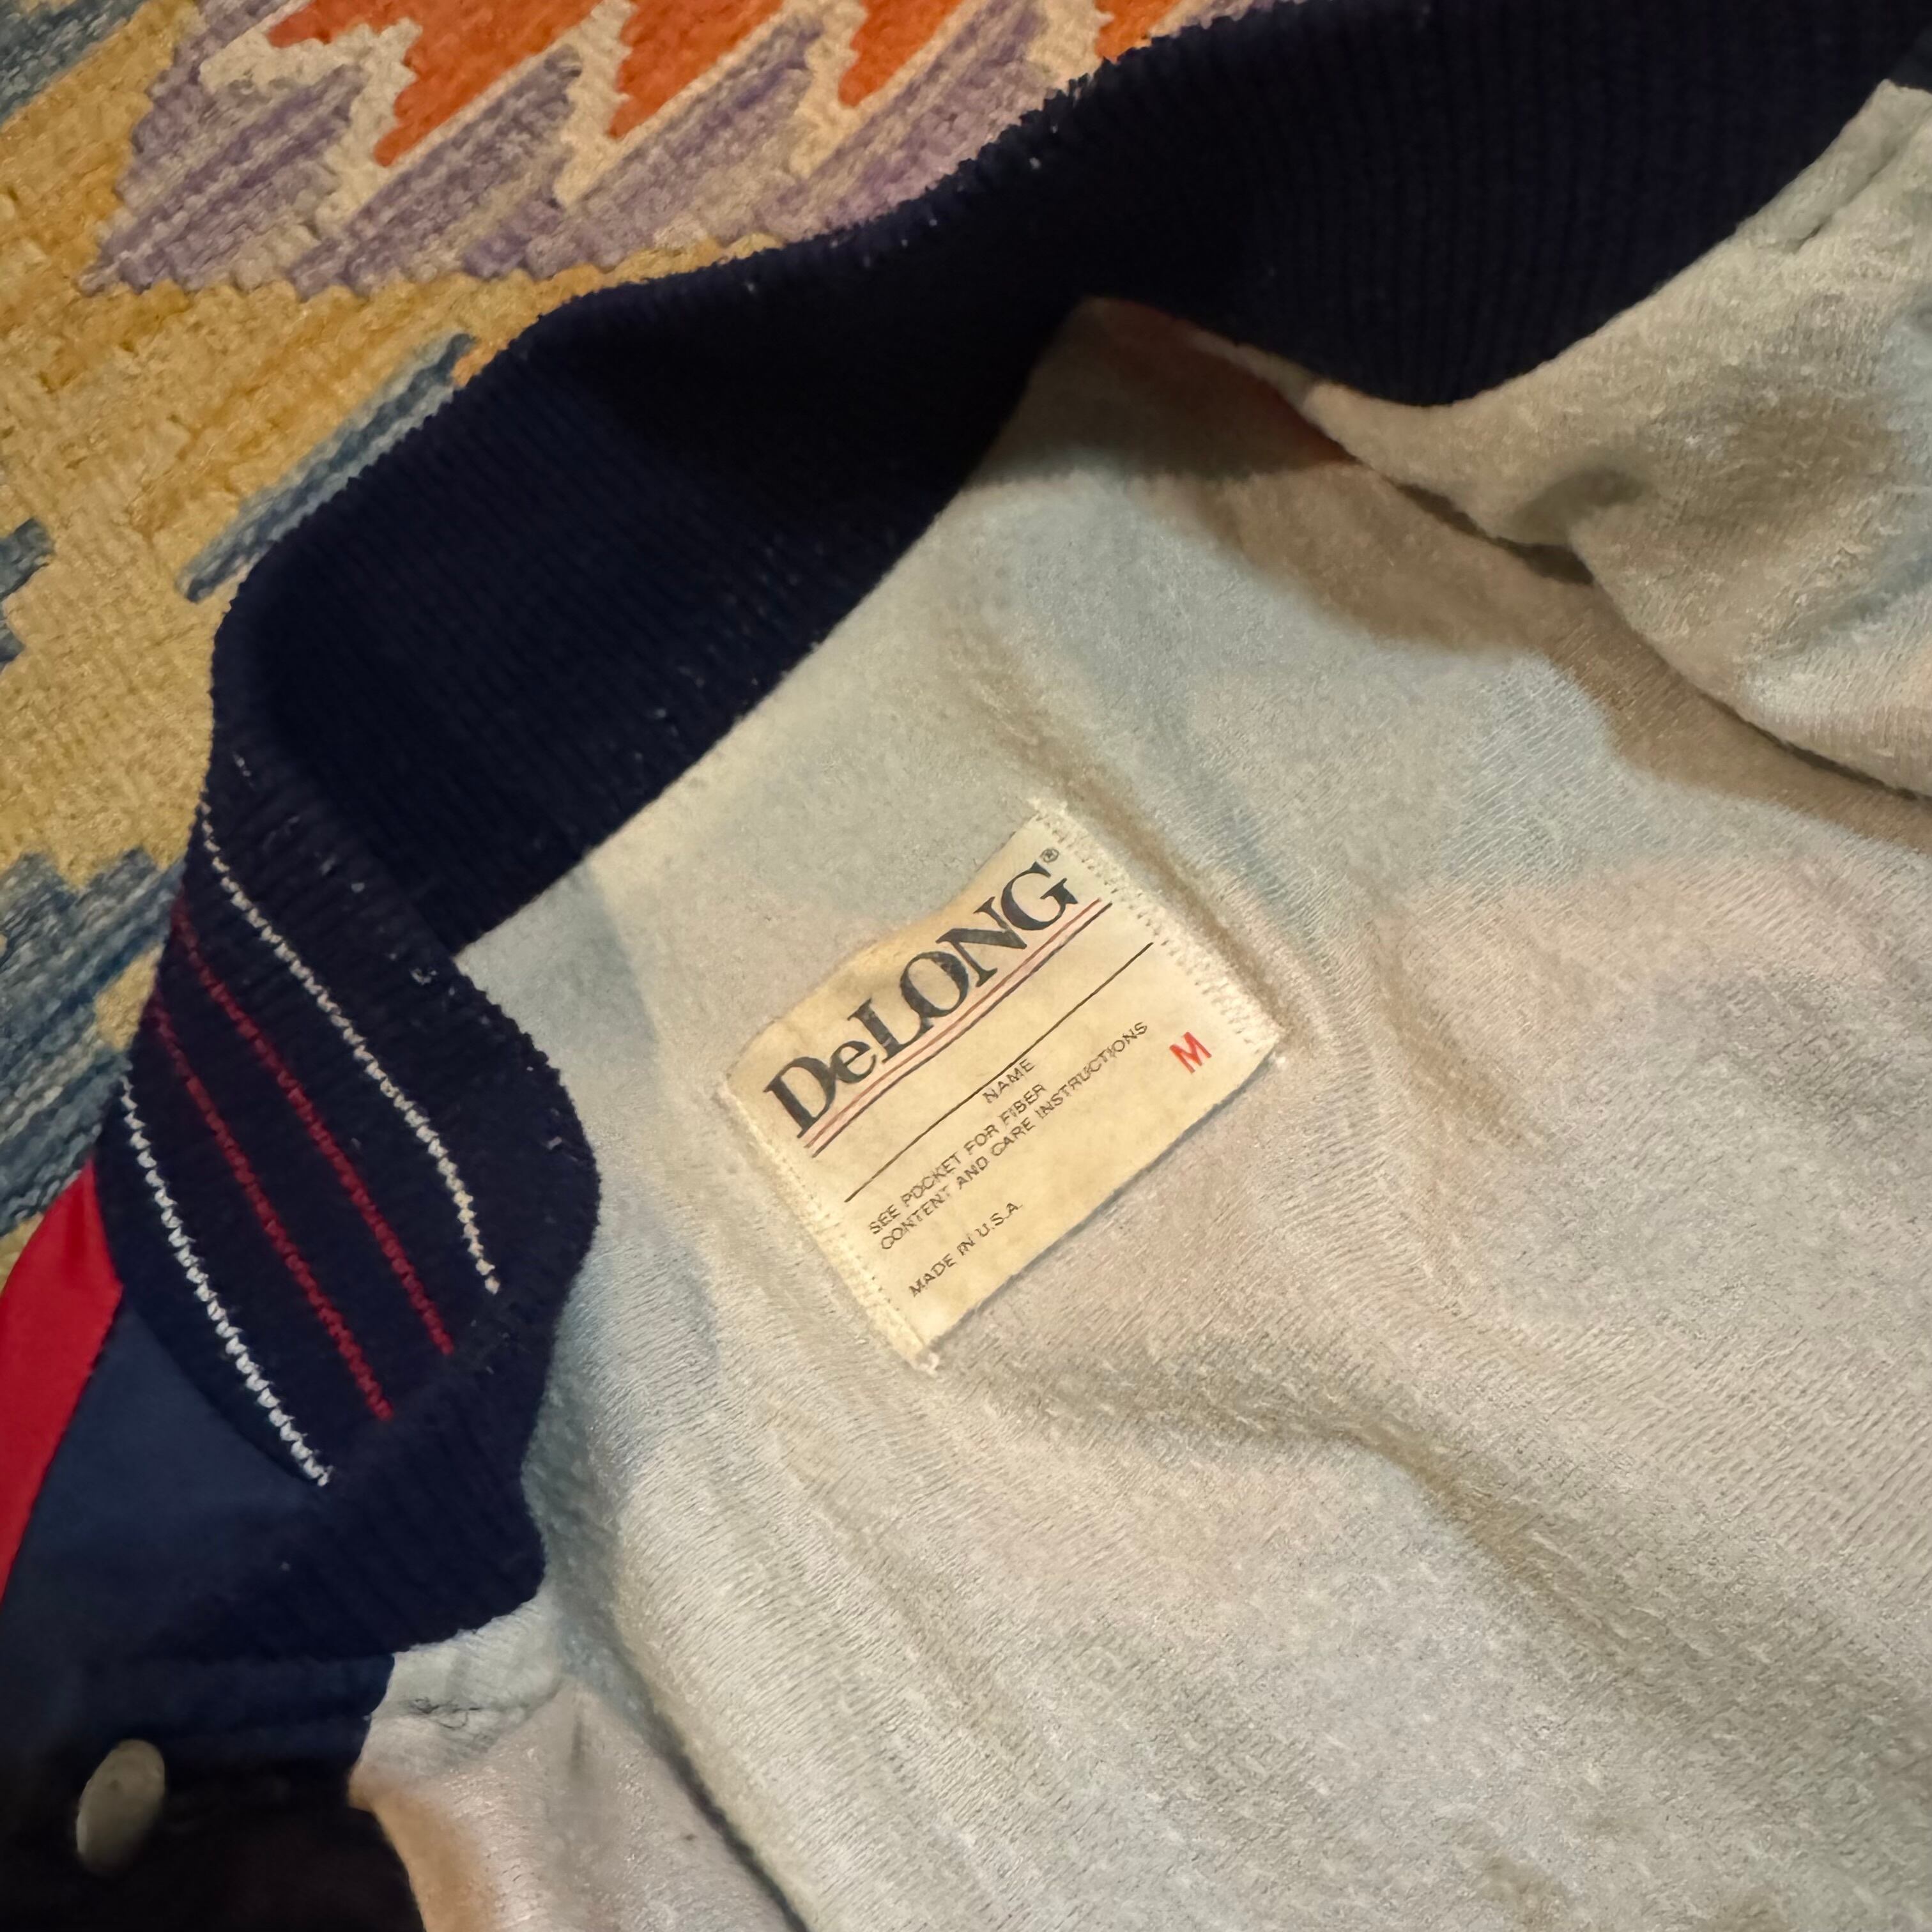 DeLONG®
NAME
SEE POCKET FOR FIBER
CONTENT AND CARE INSTRUCTIONS
M
MADE IN U.S.A.